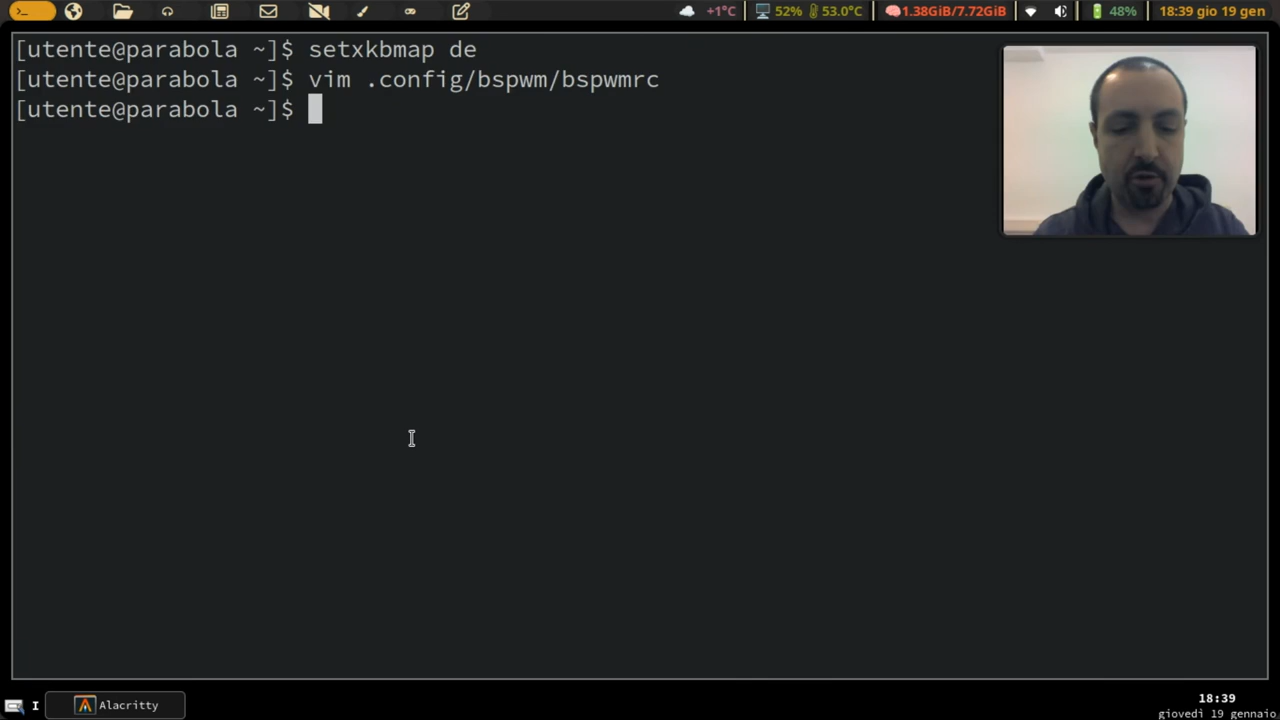 +1°C 52% 53.0°C 1.38GiB/7.72GiB 48% 18:39 gio 19 gen
[utente@parabola ~]$ setxkbmap de
[utente@parabola ~]$ vim .config/bspwm/bspwmrc
[utente@parabola ~]$
I Alacritty
18:39
giovedì 19 gennaio